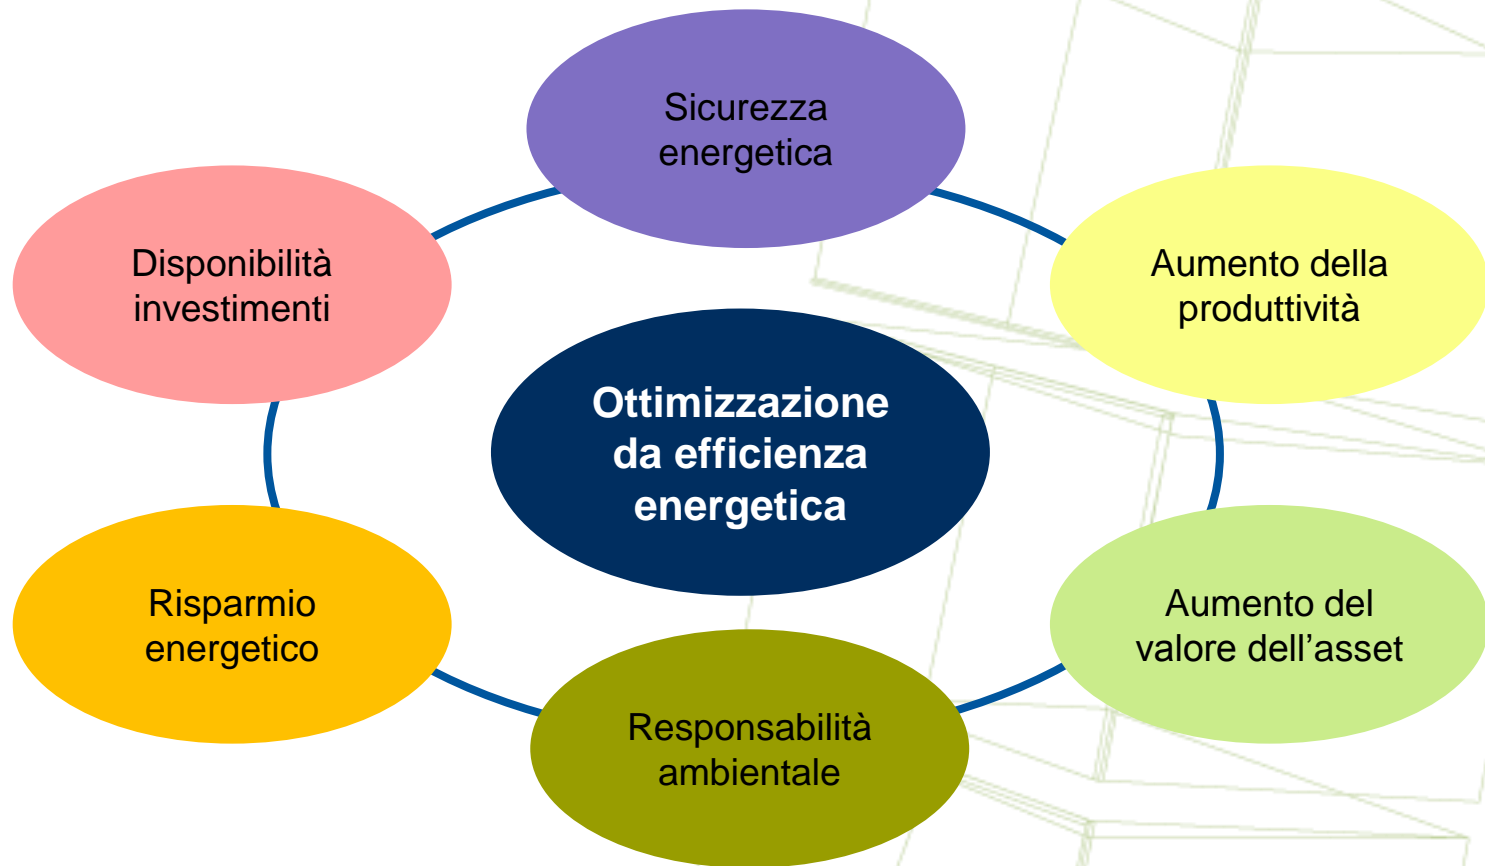 Sicurezza
energetica
Disponibilità
investimenti
Aumento della
produttività
Ottimizzazione
da efficienza
energetica
Risparmio
energetico
Aumento del
valore dell’asset
Responsabilità
ambientale